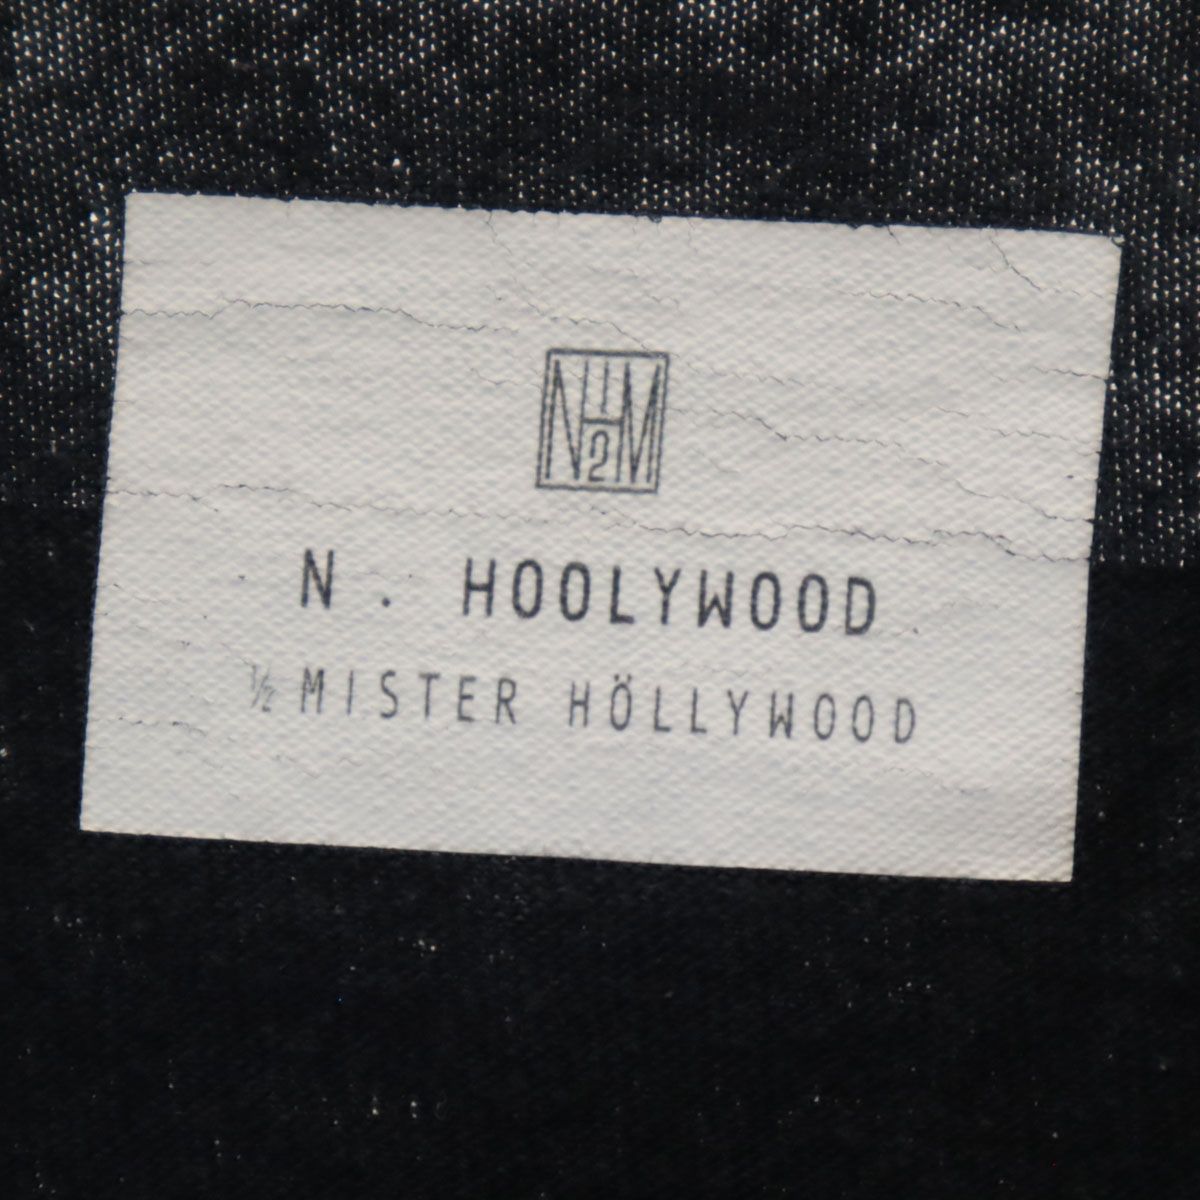 N H M
2
N . HOOLYWOOD
½ MISTER HÖLLYWOOD